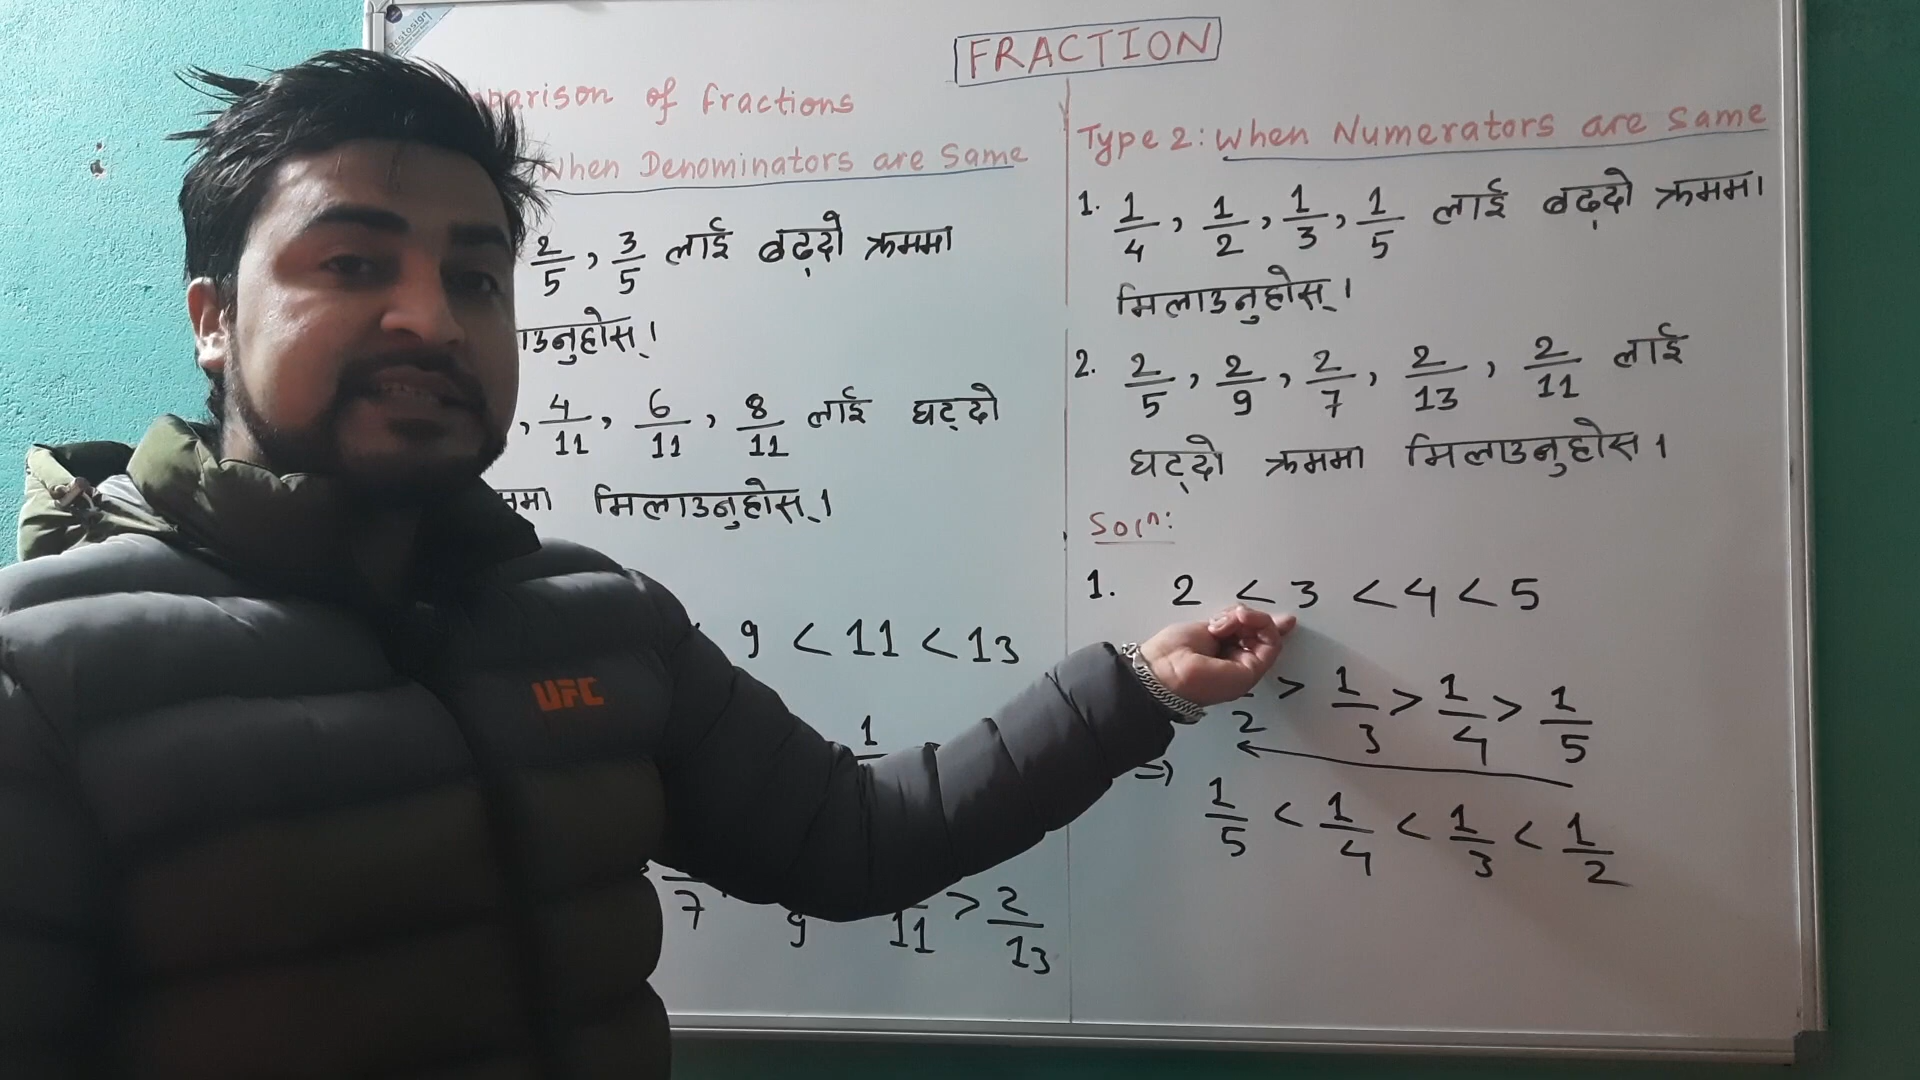 Bestosign
FRACTION
parison of fractions
When Denominators are Same
2/5, 3/5 लाई बढ्दो क्रममा
उनुहोस्।
, 4/11, 6/11, 8/11 लाई घट्दो
ममा मिलाउनुहोस्।
9 < 11 < 13
1
7 9 11 > 2/13
Type 2: When Numerators are Same
1. 1/4, 1/2, 1/3, 1/5 लाई बढ्दो क्रममा
मिलाउनुहोस्।
2. 2/5, 2/9, 2/7, 2/13, 2/11 लाई
घट्दो क्रममा मिलाउनुहोस।
Soln:
1. 2 < 3 < 4 < 5
2 > 1/3 > 1/4 > 1/5
⇒ 1/5 < 1/4 < 1/3 < 1/2
UFC